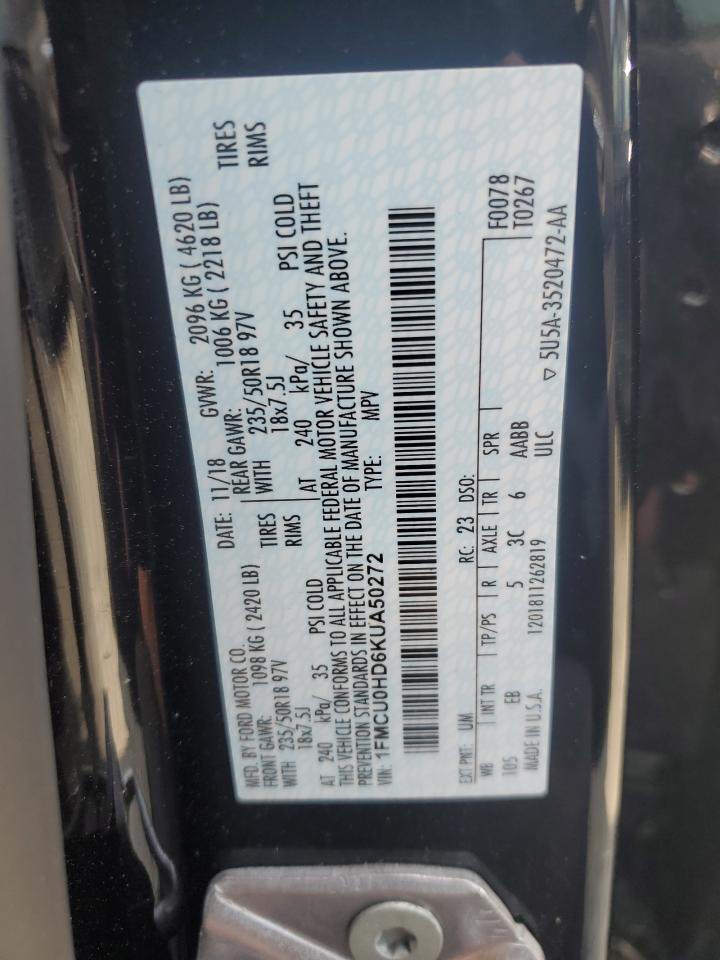 MFD. BY FORD MOTOR CO.
DATE: 11/18 GVWR: 2096 KG ( 4620 LB)
FRONT GAWR: 1098 KG ( 2420 LB) REAR GAWR: 1006 KG ( 2218 LB)
WITH 235/50R18 97V TIRES WITH 235/50R18 97V TIRES
18x7.5J RIMS 18x7.5J RIMS
AT 240 kPa/ 35 PSI COLD AT 240 kPa/ 35 PSI COLD
THIS VEHICLE CONFORMS TO ALL APPLICABLE FEDERAL MOTOR VEHICLE SAFETY AND THEFT
PREVENTION STANDARDS IN EFFECT ON THE DATE OF MANUFACTURE SHOWN ABOVE.
VIN: 1FMCU0HD6KUA50272 TYPE: MPV
EXT PNT: UM RC: 23 DSO:
WB INT TR TP/PS R AXLE TR SPR F0078
105 EB 5 3C 6 AABB T0267
ULC
MADE IN U.S.A. 1201811262819 ▽ 5U5A-3520472-AA